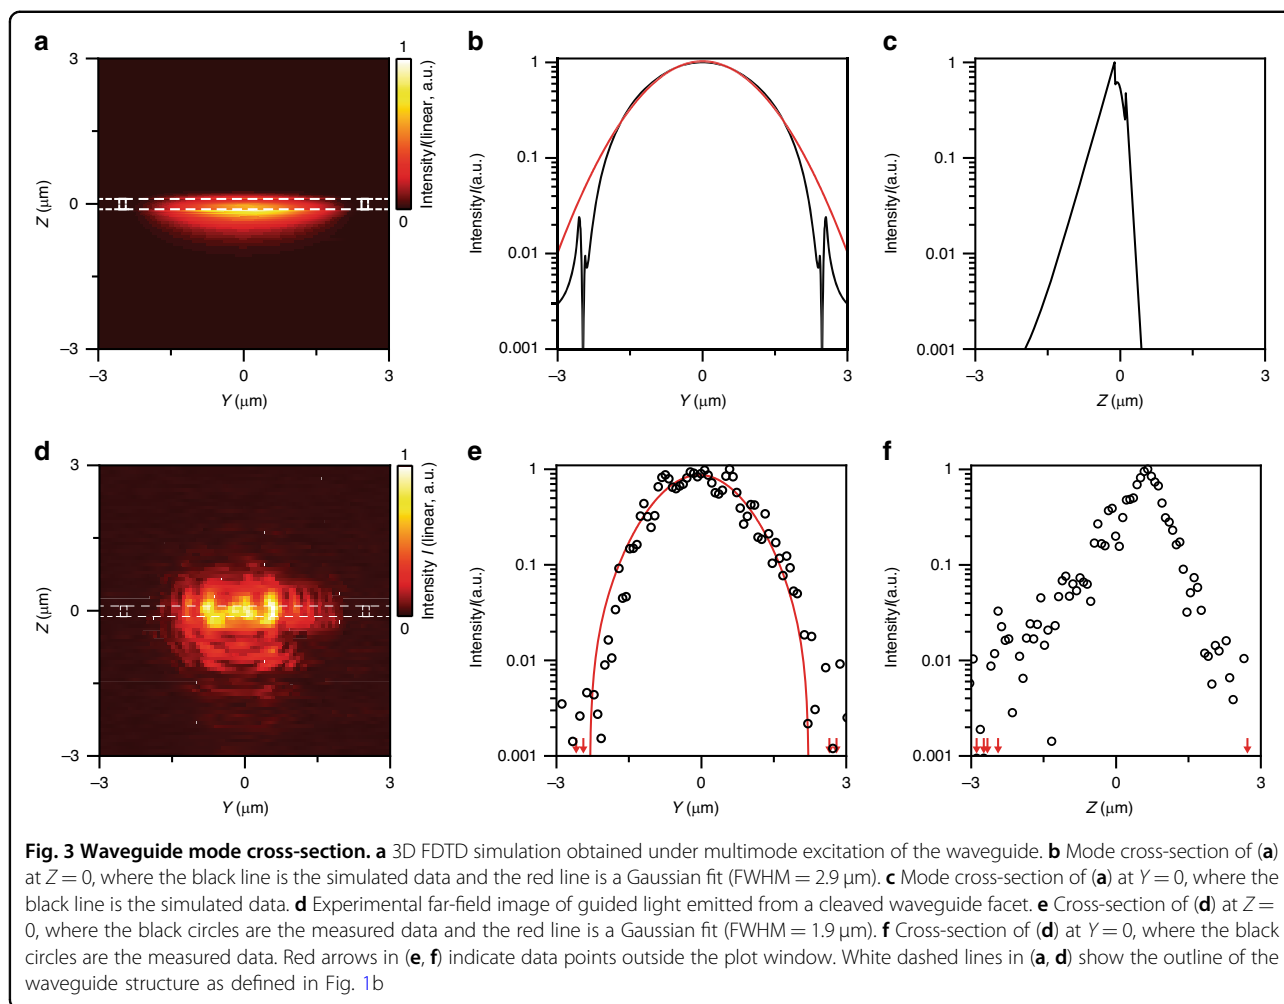 a
3
0
−3
Z (μm)
−3
0
3
Y (μm)
1
0
Intensity I(linear, a.u.)
b
1
0.1
0.01
0.001
Intensity I(a.u.)
−3
0
3
Y (μm)
c
1
0.1
0.01
0.001
Intensity I(a.u.)
−3
0
3
Z (μm)
d
3
0
−3
Z (μm)
−3
0
3
Y (μm)
1
0
Intensity I (linear, a.u.)
e
1
0.1
0.01
0.001
Intensity I(a.u.)
−3
0
3
Y (μm)
f
1
0.1
0.01
0.001
Intensity I(a.u.)
−3
0
3
Z (μm)
Fig. 3 Waveguide mode cross-section. a 3D FDTD simulation obtained under multimode excitation of the waveguide. b Mode cross-section of (a)
at Z = 0, where the black line is the simulated data and the red line is a Gaussian fit (FWHM = 2.9 μm). c Mode cross-section of (a) at Y = 0, where the
black line is the simulated data. d Experimental far-field image of guided light emitted from a cleaved waveguide facet. e Cross-section of (d) at Z =
0, where the black circles are the measured data and the red line is a Gaussian fit (FWHM = 1.9 μm). f Cross-section of (d) at Y = 0, where the black
circles are the measured data. Red arrows in (e, f) indicate data points outside the plot window. White dashed lines in (a, d) show the outline of the
waveguide structure as defined in Fig. 1b